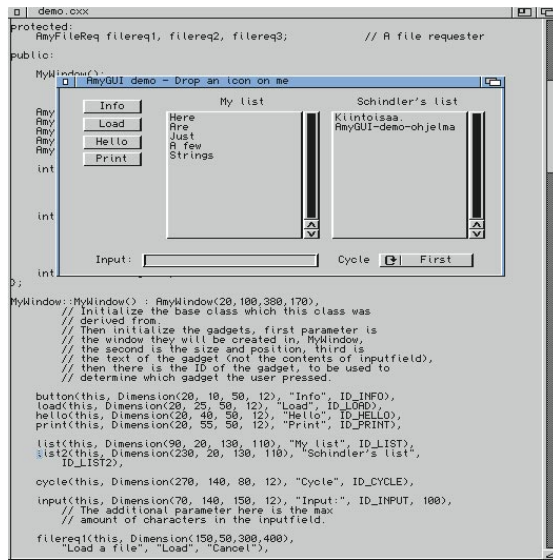 demo.cxx
protected:
AmyFileReq filereq1, filereq2, filereq3; // A file requester
public:
MyWindow();
AmyGUI demo - Drop an icon on me
Info
Load
Hello
Print
My list
Here
Are
Just
A few
Strings
Schindler's list
Kiintoisaa.
AmyGUI-demo-ohjelma
Input:
Cycle
First
Amy
Amy
Amy
Amy
Amy
int
int
int
};
MyWindow::MyWindow() : AmyWindow(20,100,380,170),
// Initialize the base class which this class was
// derived from.
// Then initialize the gadgets, first parameter is
// the window they will be created in, MyWindow,
// the second is the size and position, third is
// the text of the gadget (not the contents of inputfield),
// then there is the ID of the gadget, to be used to
// determine which gadget the user pressed.
button(this, Dimension(20, 10, 50, 12), "Info", ID_INFO),
load(this, Dimension(20, 25, 50, 12), "Load", ID_LOAD),
hello(this, Dimension(20, 40, 50, 12), "Hello", ID_HELLO),
print(this, Dimension(20, 55, 50, 12), "Print", ID_PRINT),
list(this, Dimension(90, 20, 130, 110), "My list", ID_LIST),
list2(this, Dimension(230, 20, 130, 110), "Schindler's list",
ID_LIST2),
cycle(this, Dimension(270, 140, 80, 12), "Cycle", ID_CYCLE),
input(this, Dimension(70, 140, 150, 12), "Input:", ID_INPUT, 100),
// The additional parameter here is the max
// amount of characters in the inputfield.
filereq1(this, Dimension(150,50,300,400),
"Load a file", "Load", "Cancel"),